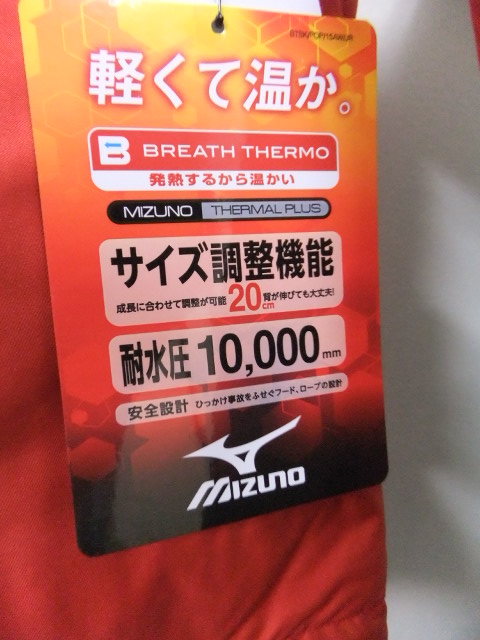 軽くて温か。
B BREATH THERMO
発熱するから温かい
MIZUNO THERMAL PLUS
サイズ調整機能
成長に合わせて調整が可能 20cm 背が伸びても大丈夫!
耐水圧 10,000mm
安全設計 ひっかけ事故をふせぐフード、ロープの設計
MIZUNO